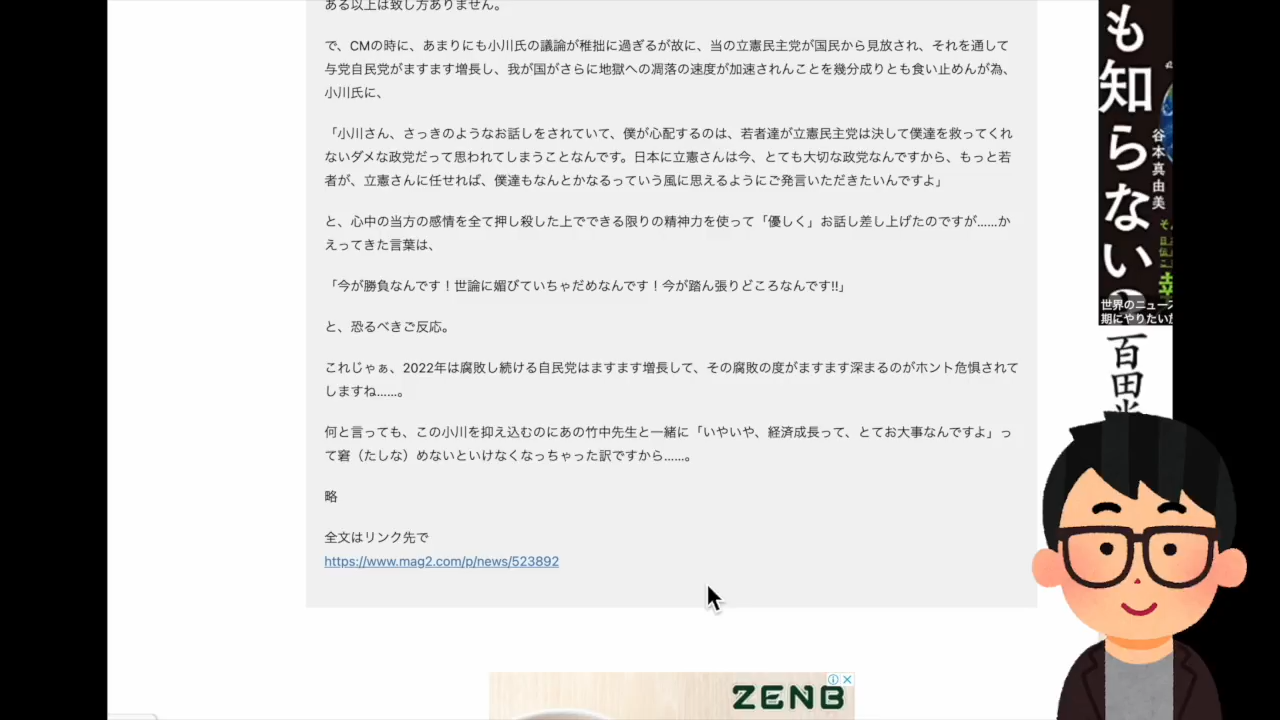 ある以上は致し方ありません。
で、CMの時に、あまりにも小川氏の議論が稚拙に過ぎるが故に、当の立憲民主党が国民から見放され、それを通して
与党自民党がますます増長し、我が国がさらに地獄への凋落の速度が加速されんことを幾分成りとも食い止めんが為、
小川氏に、
「小川さん、さっきのようなお話しをされていて、僕が心配するのは、若者達が立憲民主党は決して僕達を救ってくれ
ないダメな政党だって思われてしまうことなんです。日本に立憲さんは今、とても大切な政党なんですから、もっと若
者が、立憲さんに任せれば、僕達もなんとかなるっていう風に思えるようにご発言いただきたいんですよ」
と、心中の当方の感情を全て押し殺した上でできる限りの精神力を使って「優しく」お話し差し上げたのですが……か
えってきた言葉は、
「今が勝負なんです！世論に媚びていちゃだめなんです！今が踏ん張りどころなんです!!」
と、恐るべきご反応。
これじゃぁ、2022年は腐敗し続ける自民党はますます増長して、その腐敗の度がますます深まるのがホント危惧されて
しますね……。
何と言っても、この小川を抑え込むのにあの竹中先生と一緒に「いやいや、経済成長って、とてお大事なんですよ」っ
て窘（たしな）めないといけなくなっちゃった訳ですから……。
略
全文はリンク先で
https://www.mag2.com/p/news/523892
も知らない
谷本真由美
世界のニュース
期にやりたい放
百田
ZENB